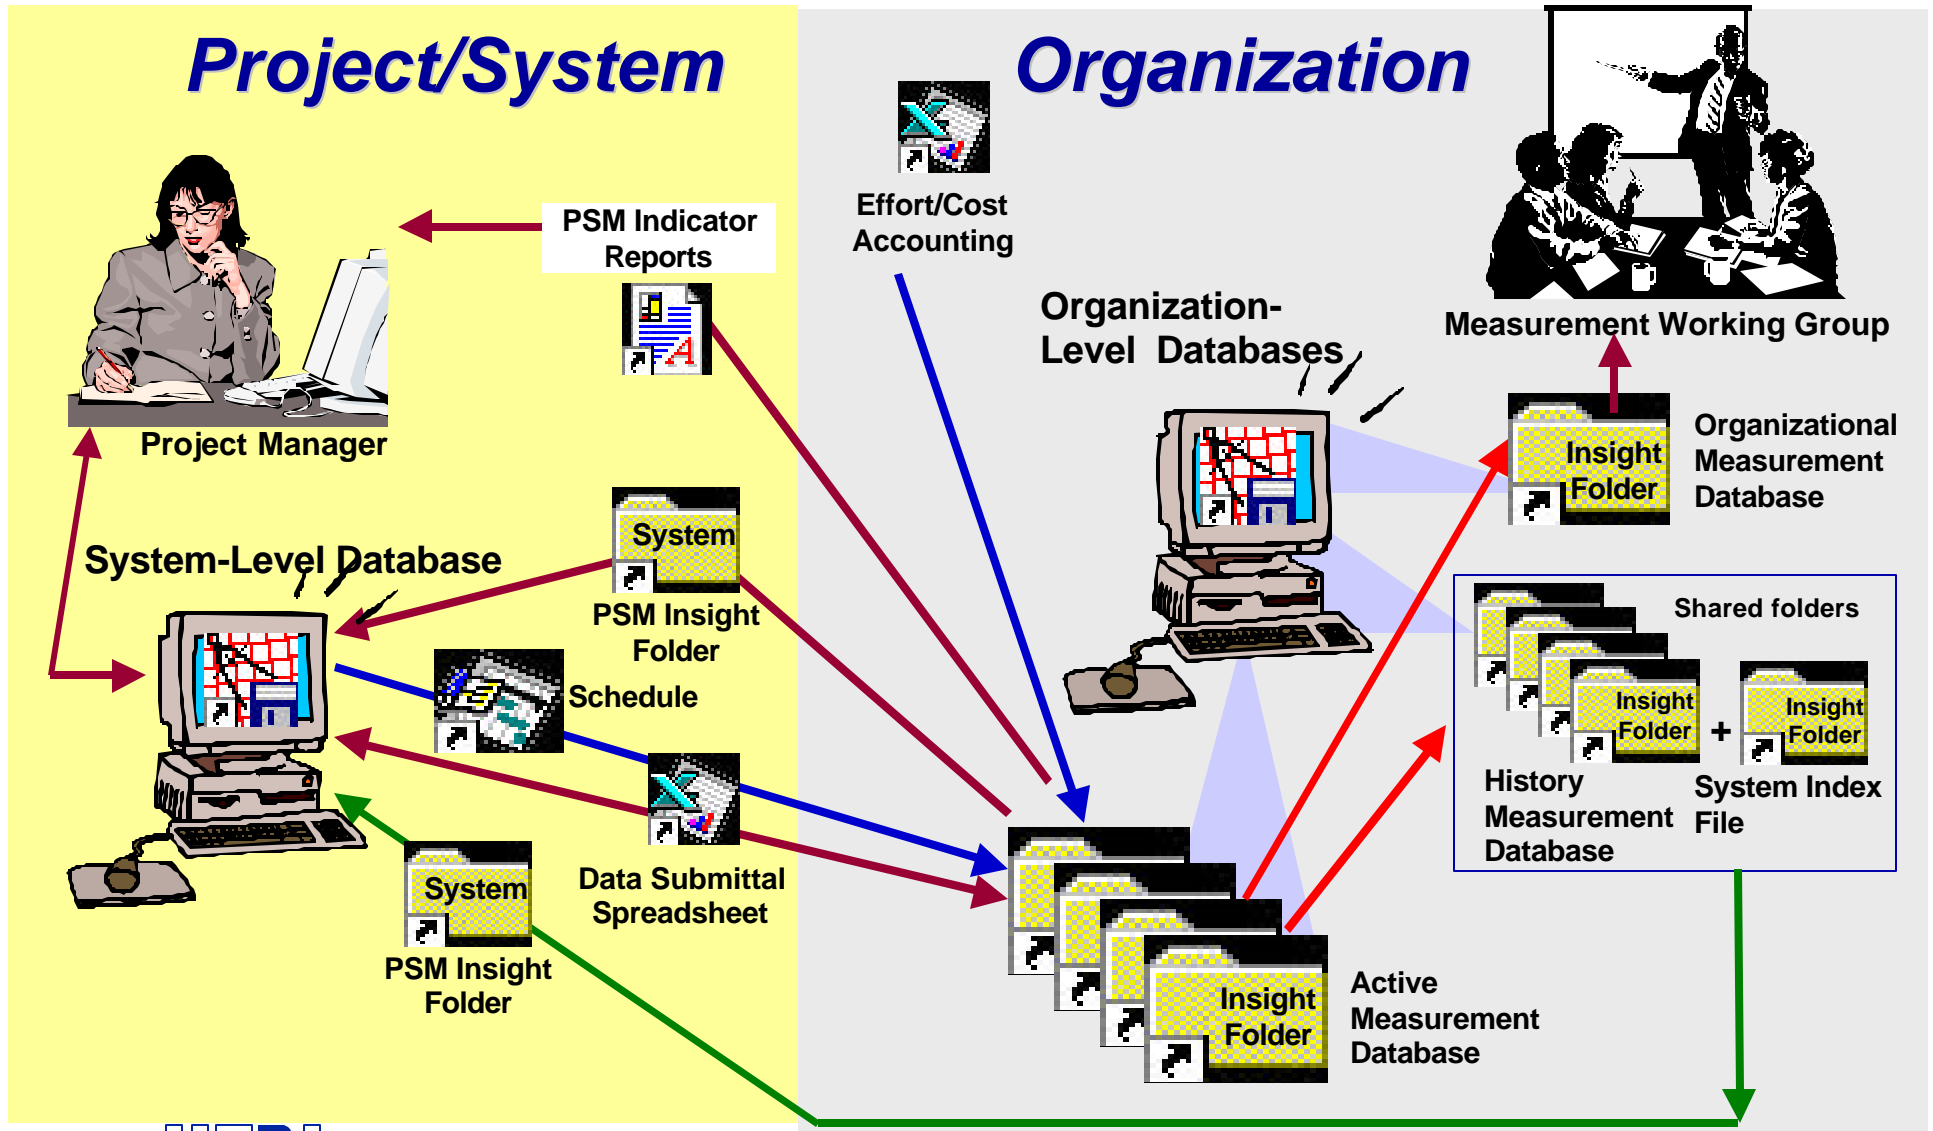 Project/System
Organization
PSM Indicator
Reports
Effort/Cost
Accounting
Organization-
Level Databases
Measurement Working Group
Project Manager
Insight
Folder
Organizational
Measurement
Database
System
System-Level Database
PSM Insight
Folder
Shared folders
Schedule
Insight
Folder
+
Insight
Folder
History
Measurement
Database
System Index
File
System
Data Submittal
Spreadsheet
PSM Insight
Folder
Insight
Folder
Active
Measurement
Database